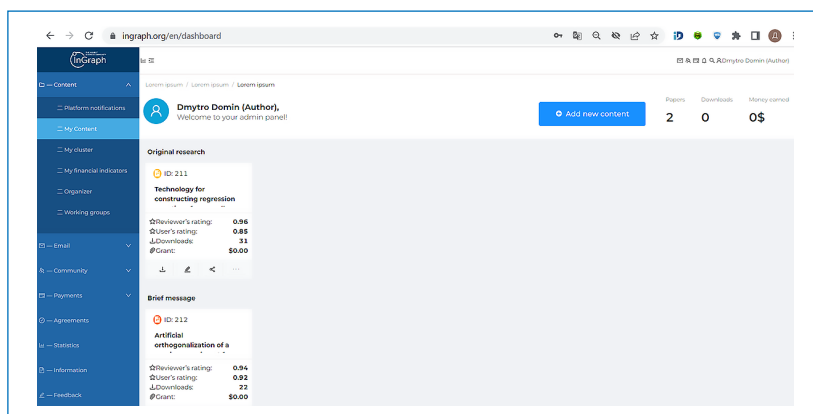 ingraph.org/en/dashboard
InGraph
Dmytro Domin (Author)
Content
Lorem ipsum / Lorem ipsum / Lorem ipsum
Platform notifications
My Content
My cluster
My financial indicators
Organizer
Working groups
Email
Community
Payments
Agreements
Statistics
Information
Feedback
Dmytro Domin (Author),
Welcome to your admin panel!
Add new content
Papers Downloads Money earned
2 0 0$
Original research
ID: 211
Technology for
constructing regression
Reviewer's rating: 0.96
User's rating: 0.85
Downloads: 31
Grant: $0.00
Brief message
ID: 212
Artificial
orthogonalization of a
Reviewer's rating: 0.94
User's rating: 0.92
Downloads: 22
Grant: $0.00